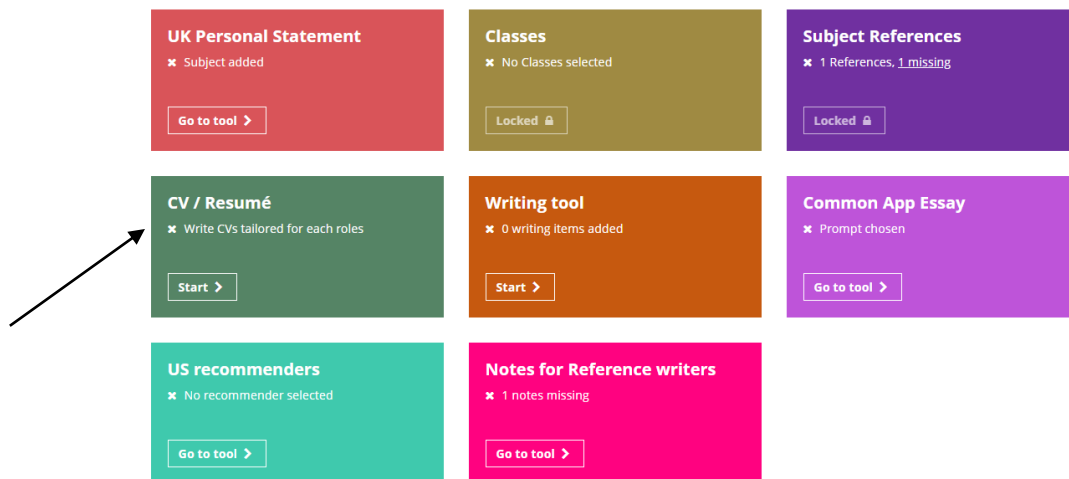 UK Personal Statement
✖ Subject added
Go to tool
Classes
✖ No Classes selected
Locked
Subject References
✖ 1 References, 1 missing
Locked
CV / Resumé
✖ Write CVs tailored for each roles
Start
Writing tool
✖ 0 writing items added
Start
Common App Essay
✖ Prompt chosen
Go to tool
US recommenders
✖ No recommender selected
Go to tool
Notes for Reference writers
✖ 1 notes missing
Go to tool